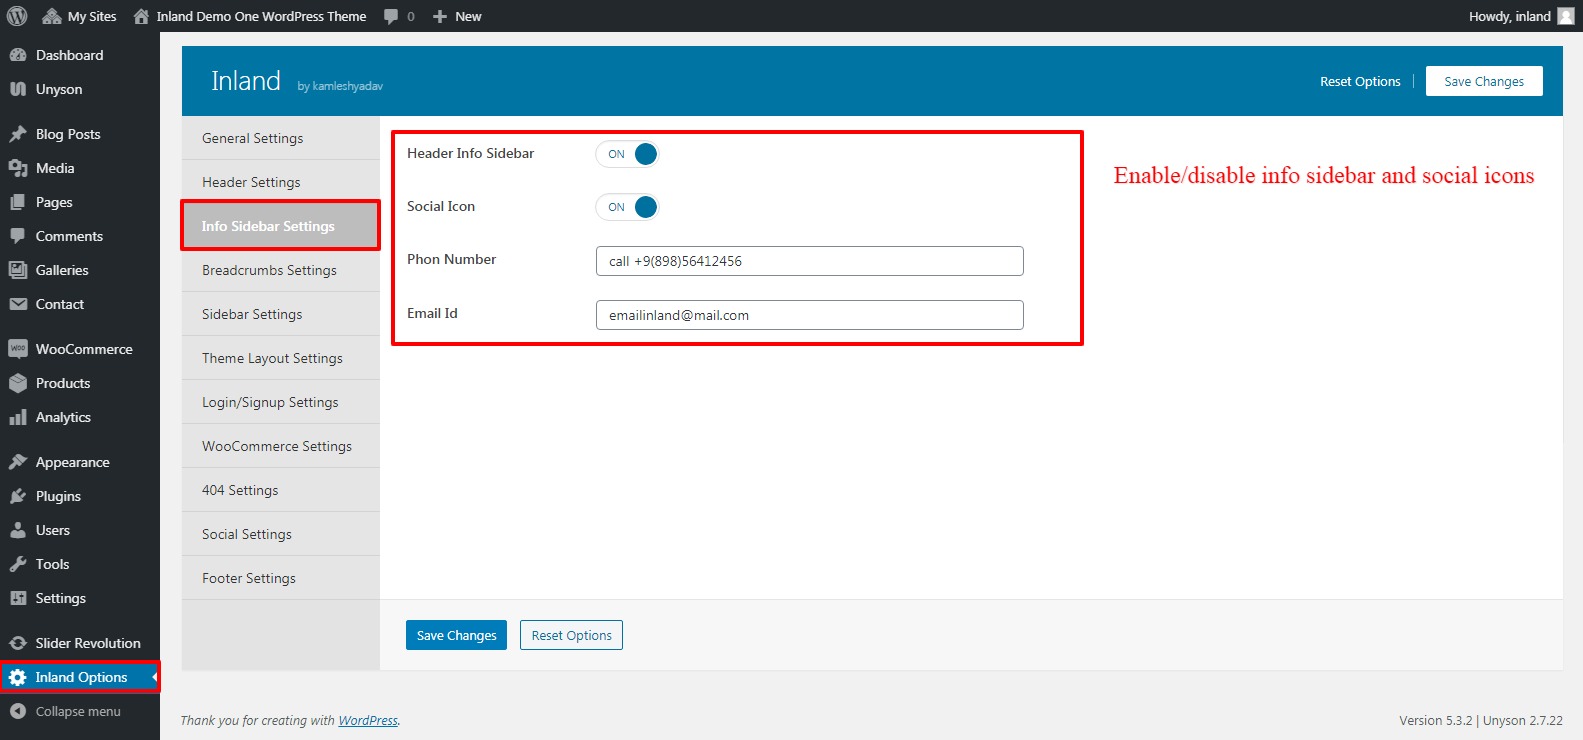 My Sites Inland Demo One WordPress Theme 0 New Howdy, inland
Dashboard
Unyson
Blog Posts
Media
Pages
Comments
Galleries
Contact
WOO WooCommerce
Products
Analytics
Appearance
Plugins
Users
Tools
Settings
Slider Revolution
Inland Options
Collapse menu
Inland by kamleshyadav Reset Options | Save Changes
General Settings
Header Settings
Info Sidebar Settings
Breadcrumbs Settings
Sidebar Settings
Theme Layout Settings
Login/Signup Settings
WooCommerce Settings
404 Settings
Social Settings
Footer Settings
Header Info Sidebar ON
Social Icon ON
Phon Number call +9(898)56412456
Email Id emailinland@mail.com
Enable/disable info sidebar and social icons
Save Changes Reset Options
Thank you for creating with WordPress. Version 5.3.2 | Unyson 2.7.22